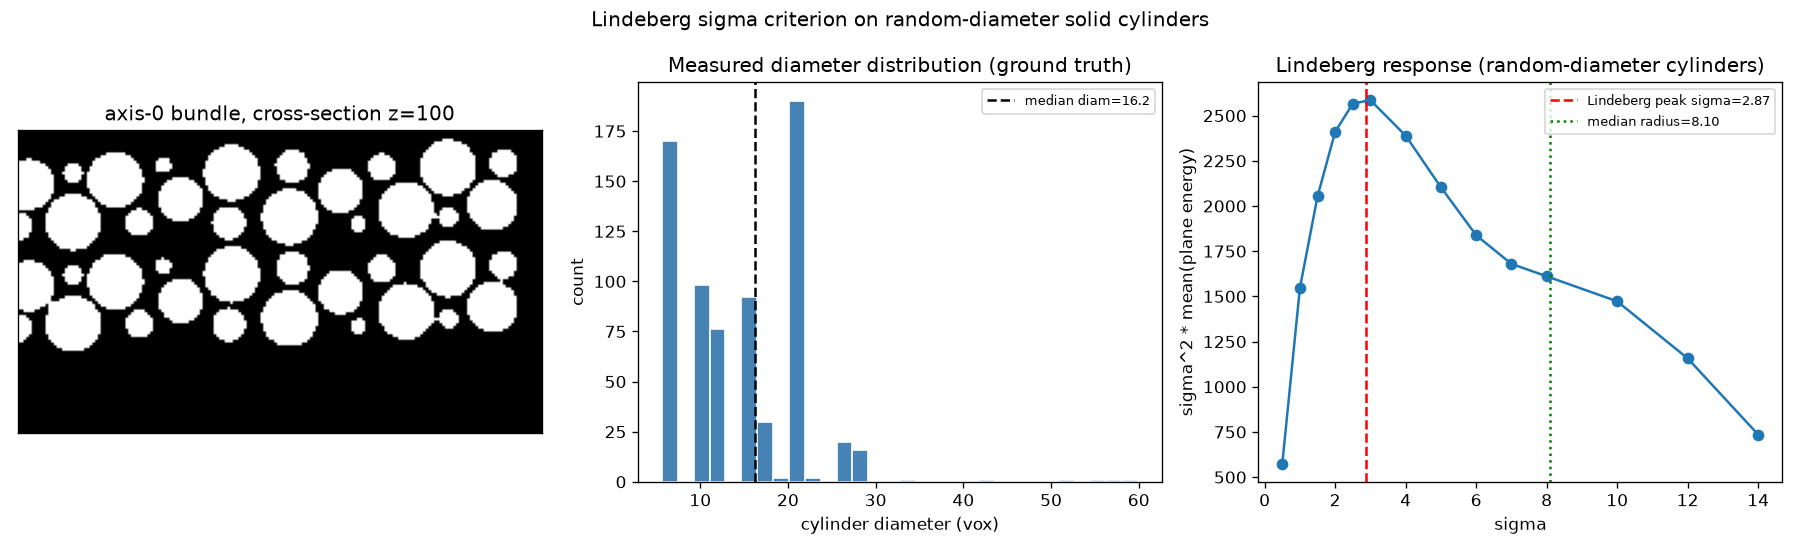 Lindeberg sigma criterion on random-diameter solid cylinders
axis-0 bundle, cross-section z=100
Measured diameter distribution (ground truth)
median diam=16.2
count
175
150
125
100
75
50
25
0
10
20
30
40
50
60
cylinder diameter (vox)
Lindeberg response (random-diameter cylinders)
Lindeberg peak sigma=2.87
median radius=8.10
sigma^2 * mean(plane energy)
2500
2250
2000
1750
1500
1250
1000
750
500
0
2
4
6
8
10
12
14
sigma